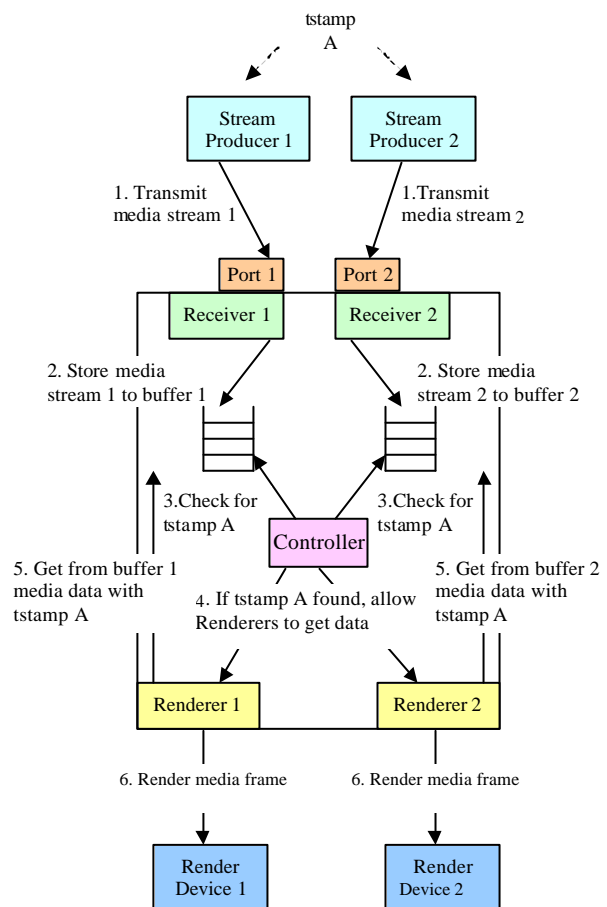 tstamp
A
Stream
Producer 1
Stream
Producer 2
1. Transmit
media stream 1
1.Transmit
media stream 2
Port 1
Port 2
Receiver 1
Receiver 2
2. Store media
stream 1 to buffer 1
2. Store media
stream 2 to buffer 2
3.Check for
tstamp A
3.Check for
tstamp A
Controller
5. Get from buffer 1
media data with
tstamp A
4. If tstamp A found, allow
Renderers to get data
5. Get from buffer 2
media data with
tstamp A
Renderer 1
Renderer 2
6. Render media frame
6. Render media frame
Render
Device 1
Render
Device 2